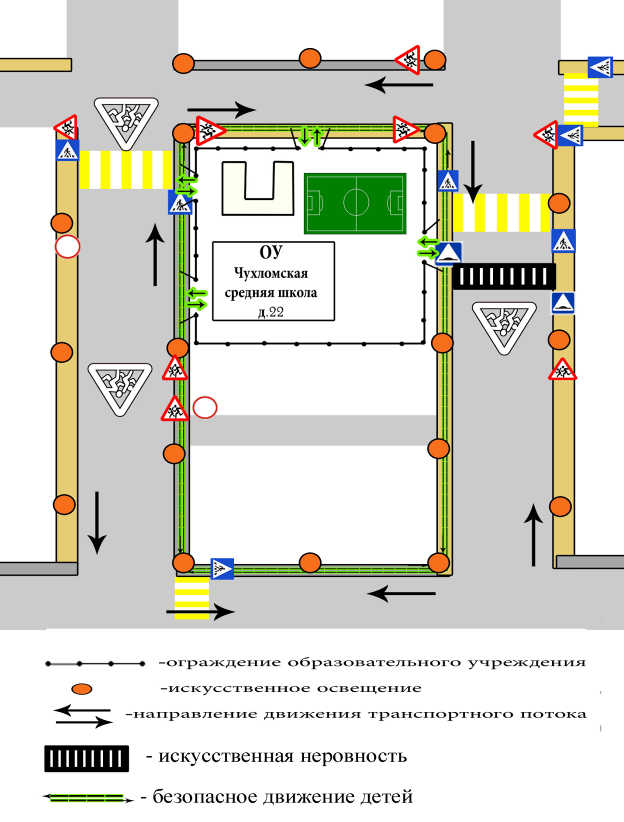 ОУ
Чухломская
средняя школа
д.22
-ограждение образовательного учреждения
-искусственное освещение
-направление движения транспортного потока
- искусственная неровность
- безопасное движение детей